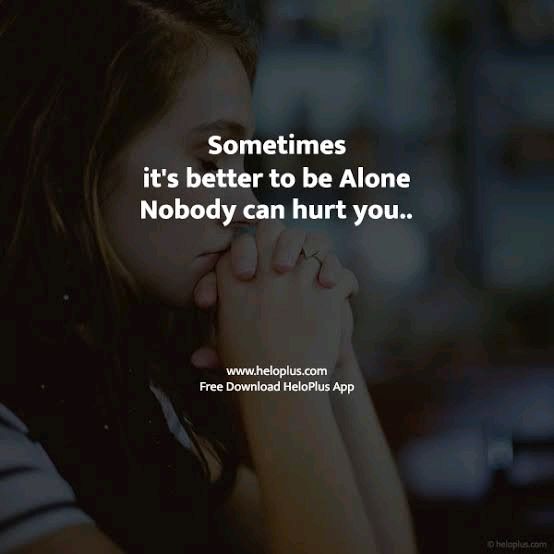 Sometimes
it's better to be Alone
Nobody can hurt you..
www.heloplus.com
Free Download HeloPlus App
© heloplus.com